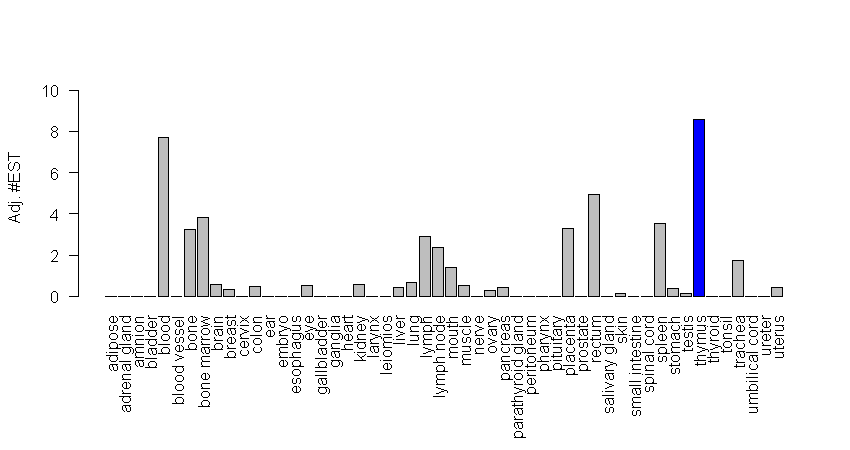 Adj. #EST
10
8
6
4
2
0
adipose
adrenal gland
amnion
bladder
blood
blood vessel
bone
bone marrow
brain
breast
cervix
colon
ear
embryo
esophagus
eye
gallbladder
ganglia
heart
kidney
larynx
leiomios
liver
lung
lymph
lymph node
mouth
muscle
nerve
ovary
pancreas
parathyroid gland
peritoneum
pharynx
pituitary
placenta
prostate
rectum
salivary gland
skin
small intestine
spinal cord
spleen
stomach
testis
thymus
thyroid
tonsil
trachea
umbilical cord
ureter
uterus